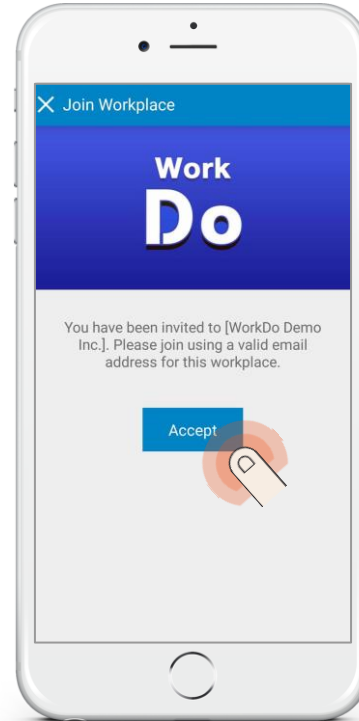 Join Workplace
Work
Do
You have been invited to [WorkDo Demo
Inc.]. Please join using a valid email
address for this workplace.
Accept